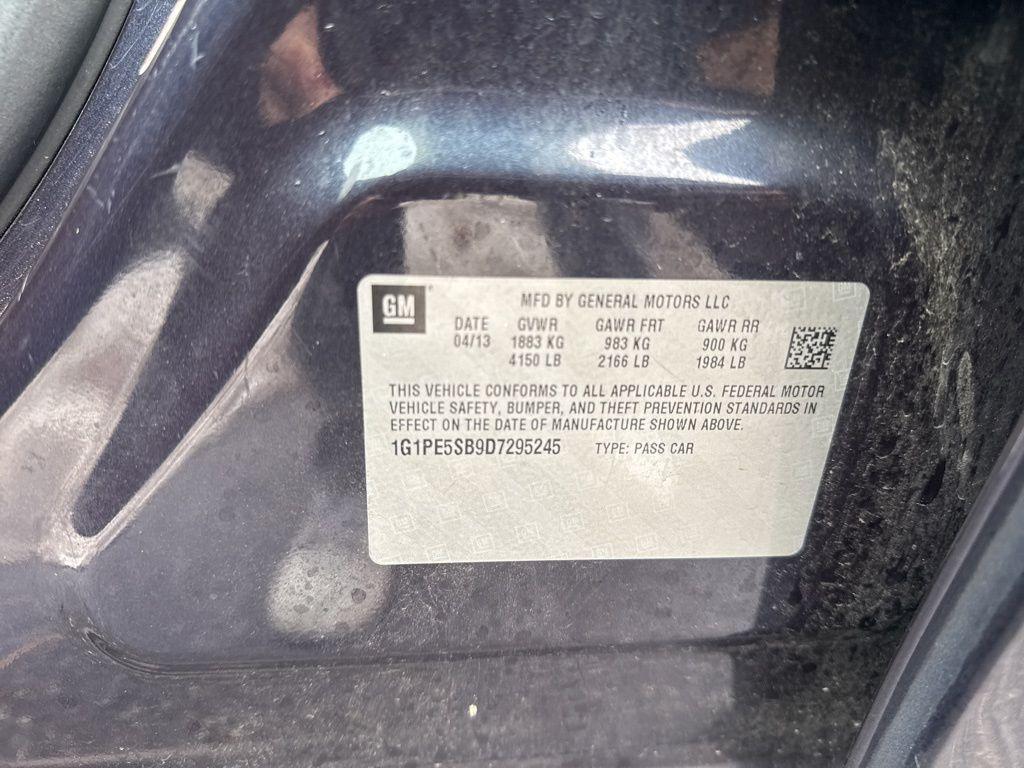 GM MFD BY GENERAL MOTORS LLC
DATE GVWR GAWR FRT GAWR RR
04/13 1883 KG 983 KG 900 KG
4150 LB 2166 LB 1984 LB
THIS VEHICLE CONFORMS TO ALL APPLICABLE U.S. FEDERAL MOTOR
VEHICLE SAFETY, BUMPER, AND THEFT PREVENTION STANDARDS IN
EFFECT ON THE DATE OF MANUFACTURE SHOWN ABOVE.
1G1PE5SB9D7295245 TYPE: PASS CAR